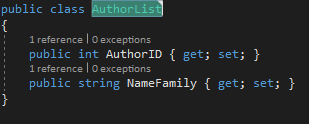 public class AuthorList
{
1 reference | 0 exceptions
public int AuthorID { get; set; }
1 reference | 0 exceptions
public string NameFamily { get; set; }
}